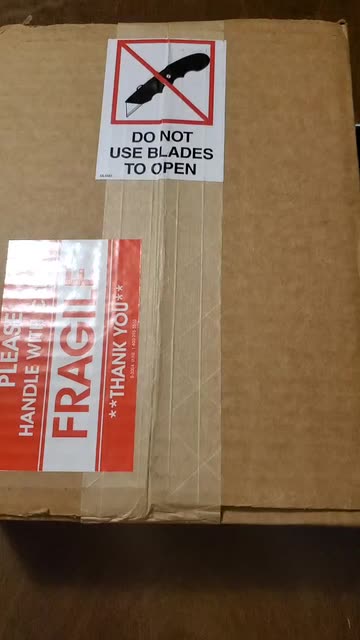 DO NOT
USE BLADES
TO OPEN
PLEASE
HANDLE WITH
FRAGILE
**THANK YOU**